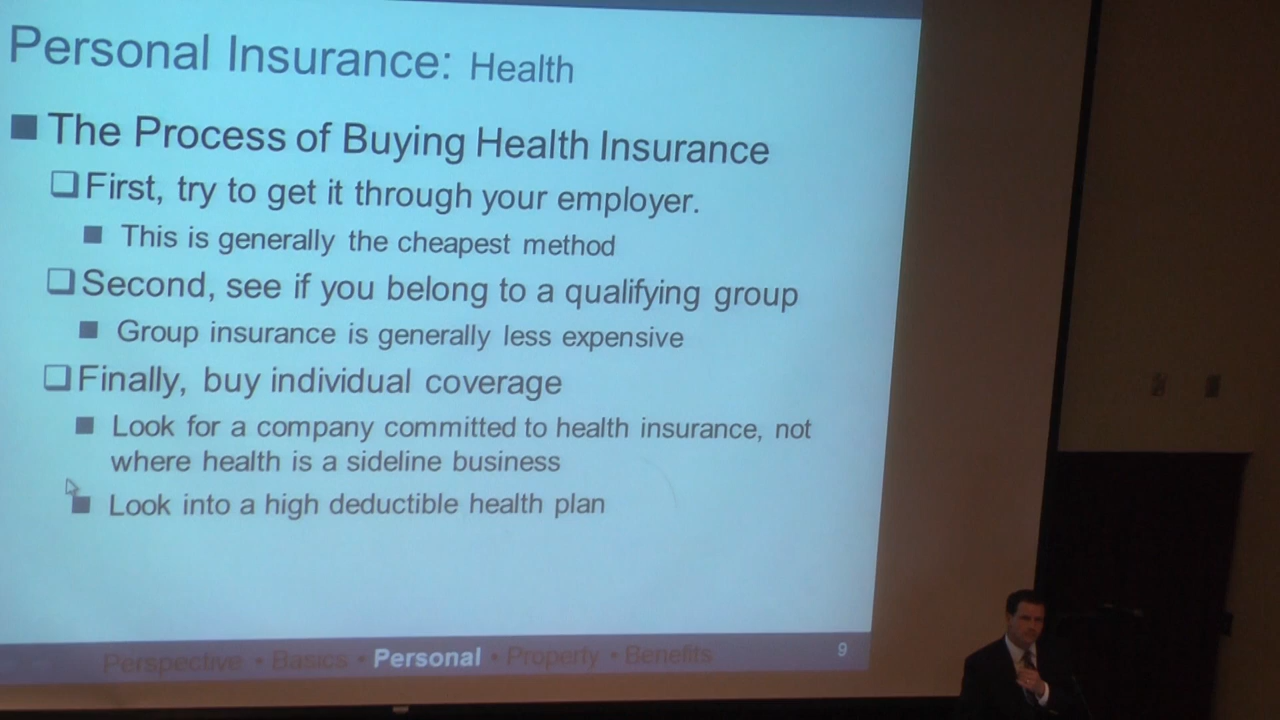 Personal Insurance: Health
The Process of Buying Health Insurance
First, try to get it through your employer.
This is generally the cheapest method
Second, see if you belong to a qualifying group
Group insurance is generally less expensive
Finally, buy individual coverage
Look for a company committed to health insurance, not
where health is a sideline business
Look into a high deductible health plan
Perspective • Basics • Personal • Property • Benefits
9